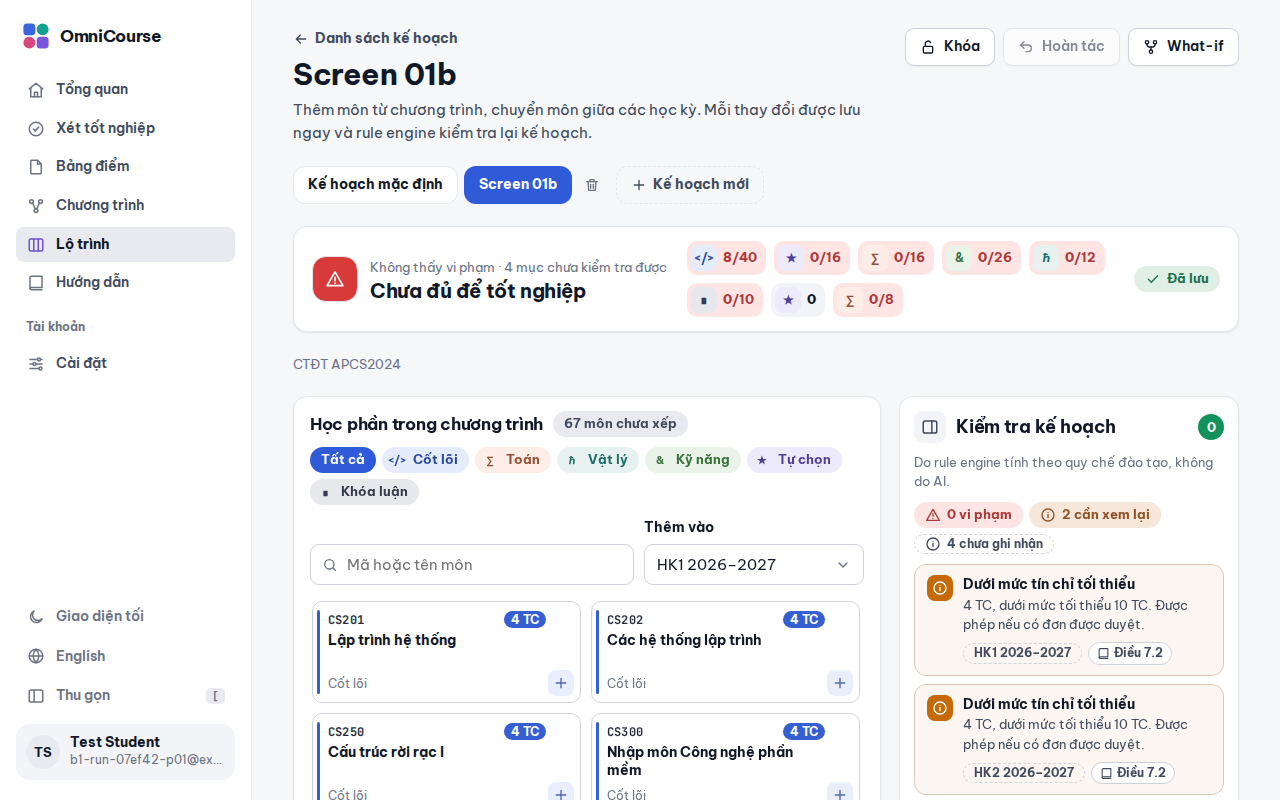 OmniCourse
Tổng quan
Xét tốt nghiệp
Bảng điểm
Chương trình
Lộ trình
Hướng dẫn
Tài khoản
Cài đặt
Giao diện tối
English
Thu gọn [
TS
Test Student
b1-run-07ef42-p01@ex...
Danh sách kế hoạch
Screen 01b
Thêm môn từ chương trình, chuyển môn giữa các học kỳ. Mỗi thay đổi được lưu
ngay và rule engine kiểm tra lại kế hoạch.
Khóa
Hoàn tác
What-if
Kế hoạch mặc định
Screen 01b
Kế hoạch mới
Không thấy vi phạm · 4 mục chưa kiểm tra được
Chưa đủ để tốt nghiệp
</> 8/40
★ 0/16
∑ 0/16
& 0/26
ħ 0/12
∎ 0/10
★ 0
∑ 0/8
Đã lưu
CTĐT APCS2024
Học phần trong chương trình
67 môn chưa xếp
Tất cả
</> Cốt lõi
∑ Toán
ħ Vật lý
& Kỹ năng
★ Tự chọn
∎ Khóa luận
Thêm vào
Mã hoặc tên môn
HK1 2026–2027
CS201 4 TC
Lập trình hệ thống
Cốt lõi
CS202 4 TC
Các hệ thống lập trình
Cốt lõi
CS250 4 TC
Cấu trúc rời rạc I
Cốt lõi
CS300 4 TC
Nhập môn Công nghệ phần
mềm
Cốt lõi
Kiểm tra kế hoạch
0
Do rule engine tính theo quy chế đào tạo, không
do AI.
0 vi phạm
2 cần xem lại
4 chưa ghi nhận
Dưới mức tín chỉ tối thiểu
4 TC, dưới mức tối thiểu 10 TC. Được
phép nếu có đơn được duyệt.
HK1 2026–2027
Điều 7.2
Dưới mức tín chỉ tối thiểu
4 TC, dưới mức tối thiểu 10 TC. Được
phép nếu có đơn được duyệt.
HK2 2026–2027
Điều 7.2